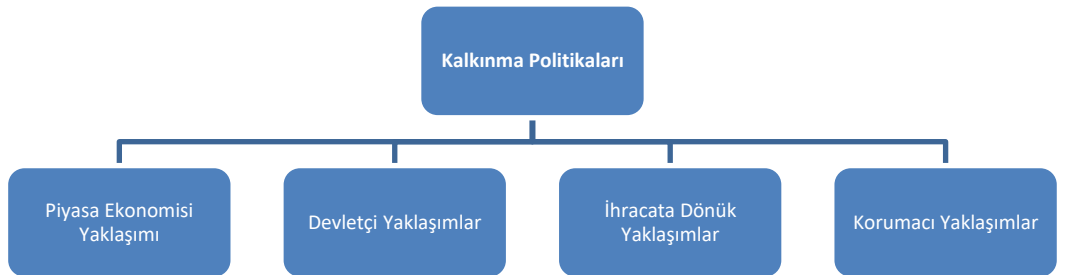 Kalkınma Politikaları
Piyasa Ekonomisi
Yaklaşımı
Devletçi Yaklaşımlar
İhracata Dönük
Yaklaşımlar
Korumacı Yaklaşımlar